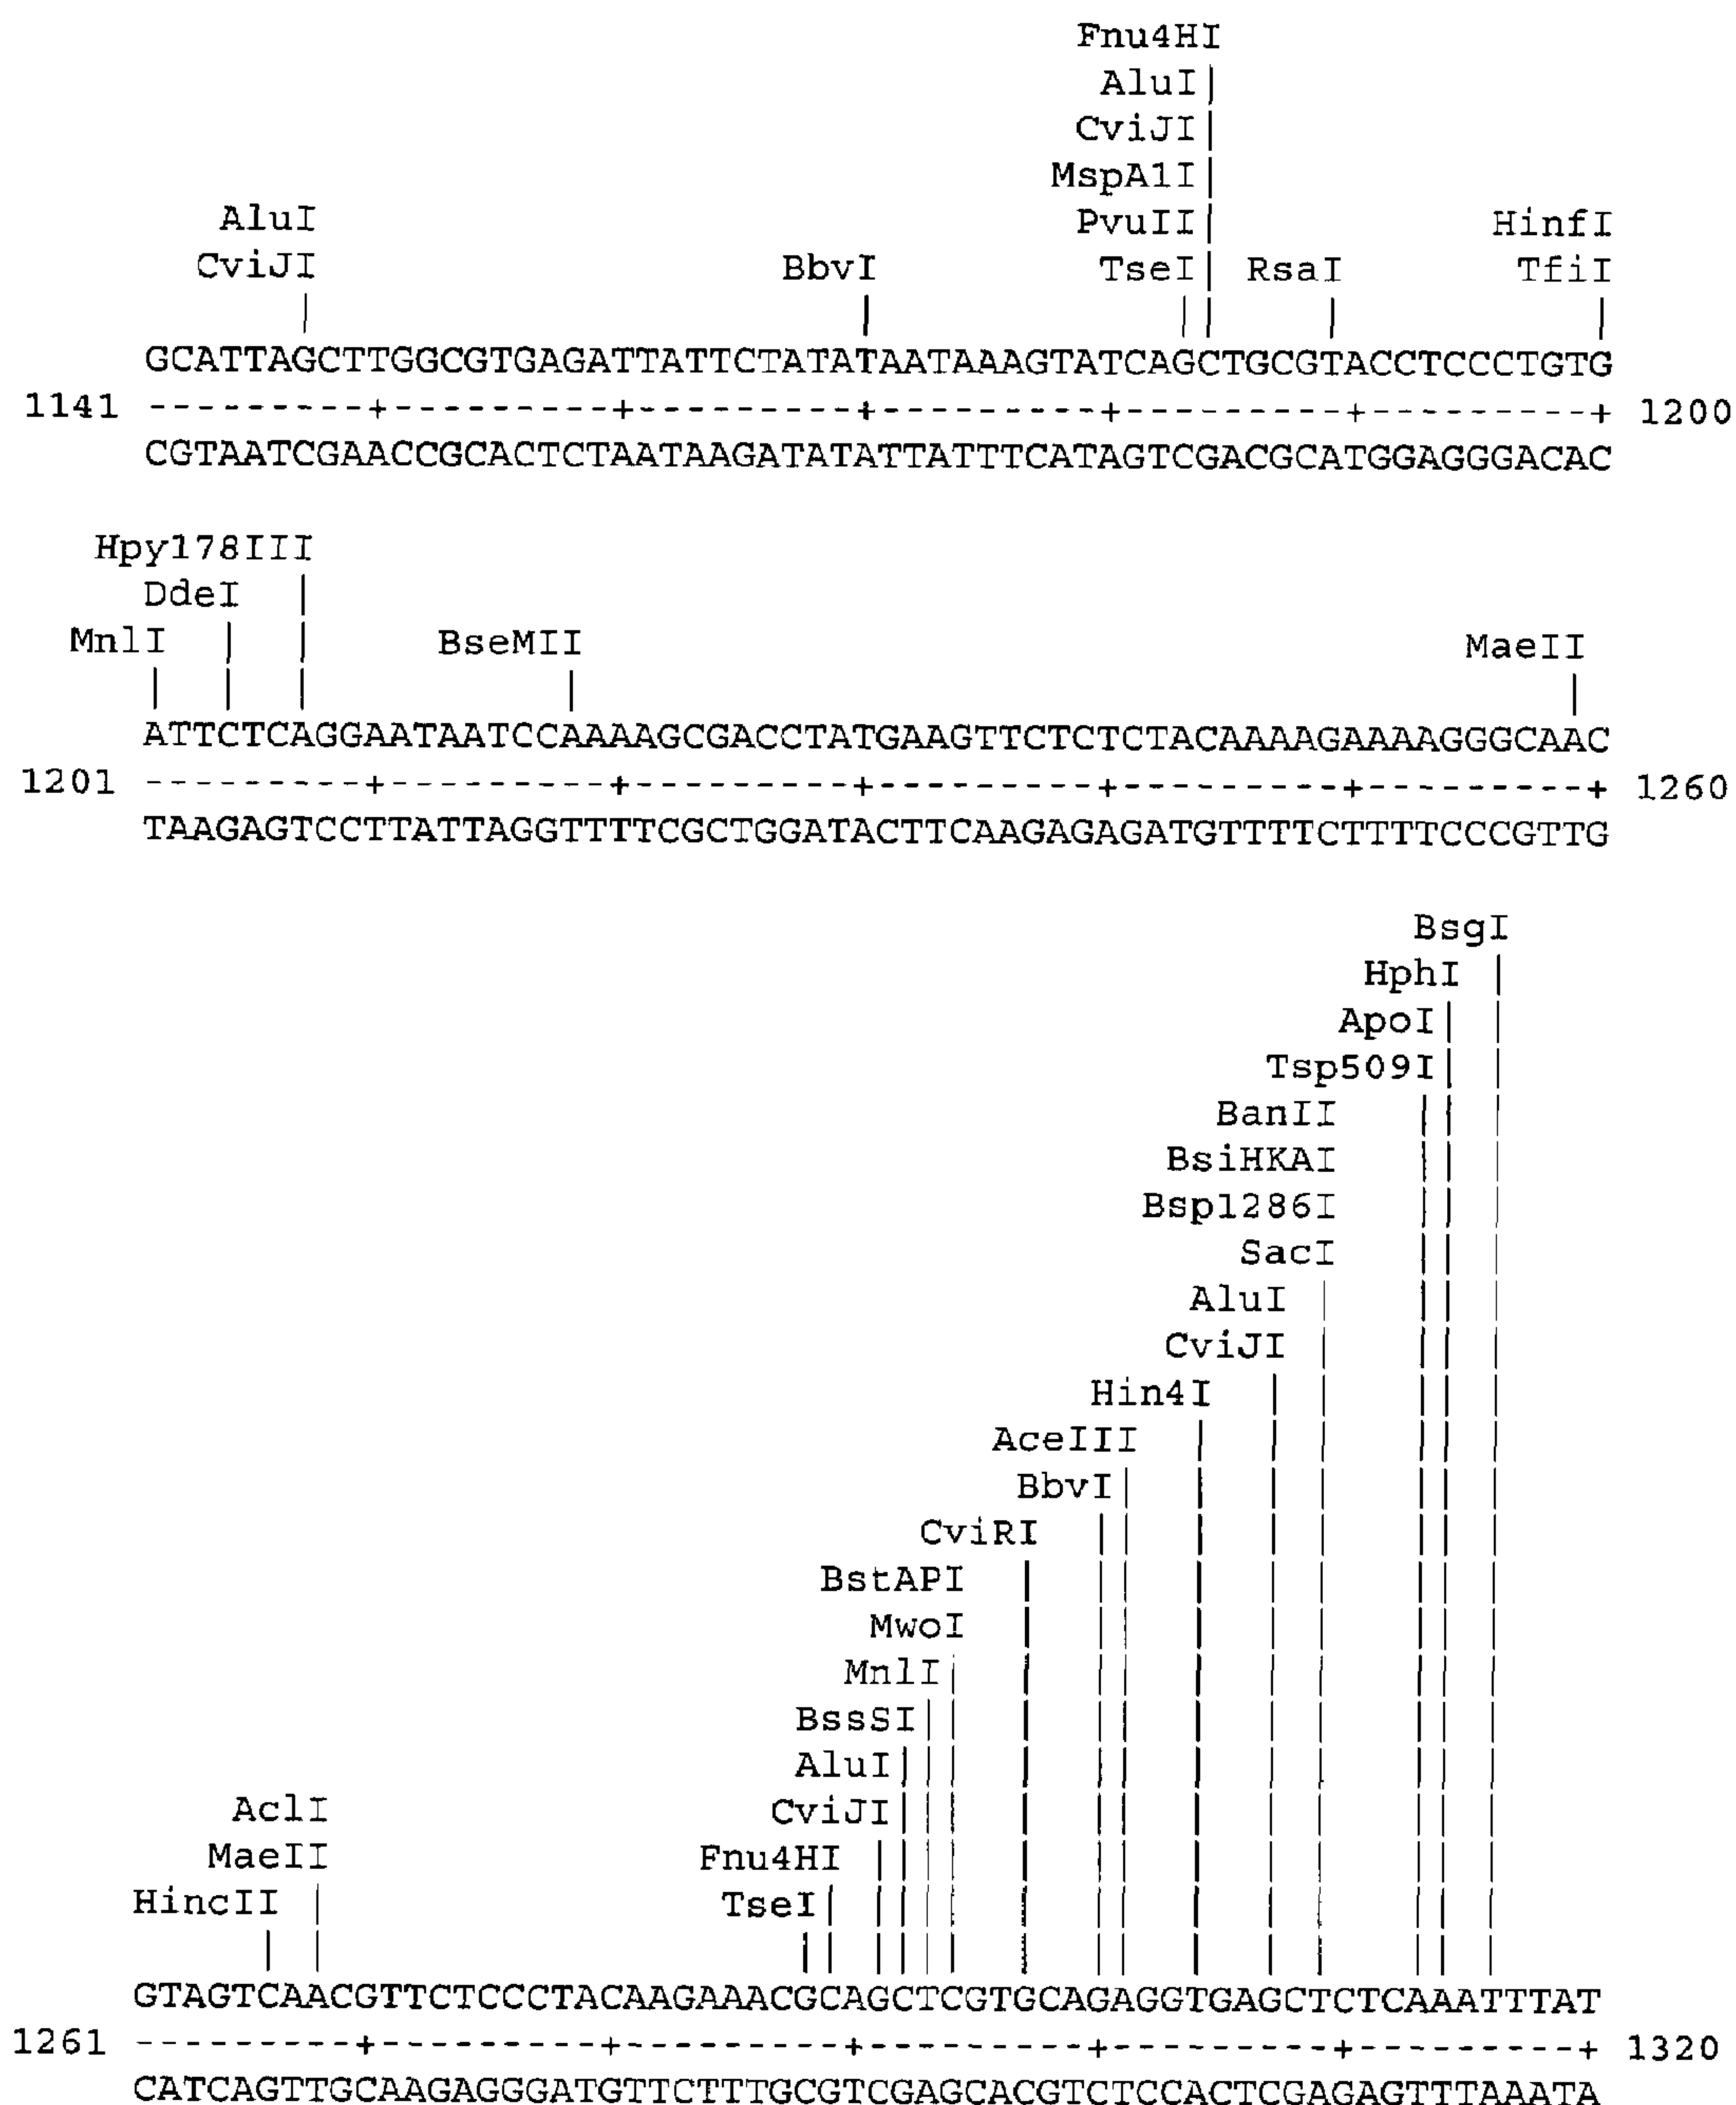 Fnu4HI
AluI|
CviJI|
MspA1I|
AluI PvuII| HinfI
CviJI BbvI TseI| RsaI TfiI
GCATTAGCTTGGCGTGAGATTATTCTATATAATAAAGTATCAGCTGCGTACCTCCCTGTG
1141 ---------+---------+---------+---------+---------+---------+ 1200
CGTAATCGAACCGCACTCTAATAAGATATATTATTTCATAGTCGACGCATGGAGGGACAC
Hpy178III
DdeI |
MnlI | | BseMII MaeII
ATTCTCAGGAATAATCCAAAAGCGACCTATGAAGTTCTCTCTACAAAAGAAAAGGGCAAC
1201 ---------+---------+---------+---------+---------+---------+ 1260
TAAGAGTCCTTATTAGGTTTTCGCTGGATACTTCAAGAGAGATGTTTTCTTTTCCCGTTG
BsgI
HphI |
ApoI| |
Tsp509I| |
BanII
BsiHKAI
Bsp1286I
SacI
AluI
CviJI
Hin4I
AceIII
BbvI|
CviRI
BstAPI
MwoI
MnlI|
BssSI|
AluI|
AclI CviJI|
MaeII Fnu4HI
HincII TseI|
GTAGTCAACGTTCTCCCTACAAGAAACGCAGCTCGTGCAGAGGTGAGCTCTCAAATTTAT
1261 ---------+---------+---------+---------+---------+---------+ 1320
CATCAGTTGCAAGAGGGATGTTCTTTGCGTCGAGCACGTCTCCACTCGAGAGTTTAAATA